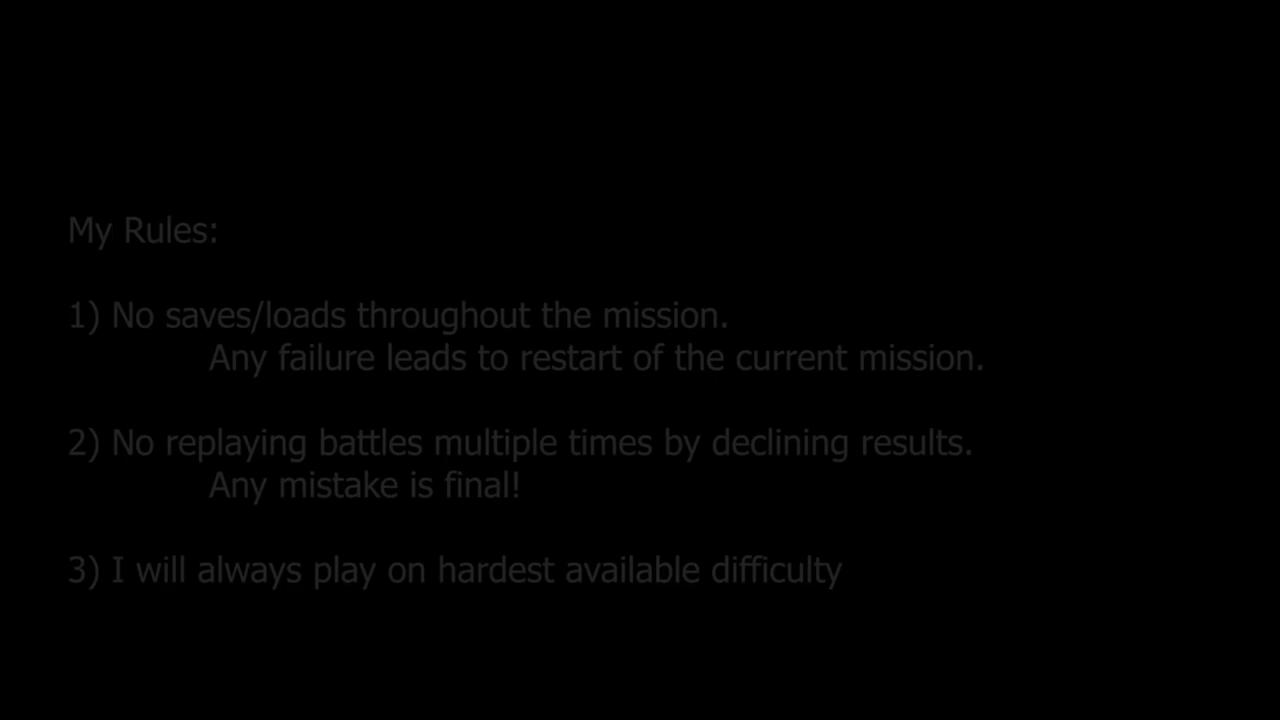 My Rules:
1) No saves/loads throughout the mission.
Any failure leads to restart of the current mission.
2) No replaying battles multiple times by declining results.
Any mistake is final!
3) I will always play on hardest available difficulty